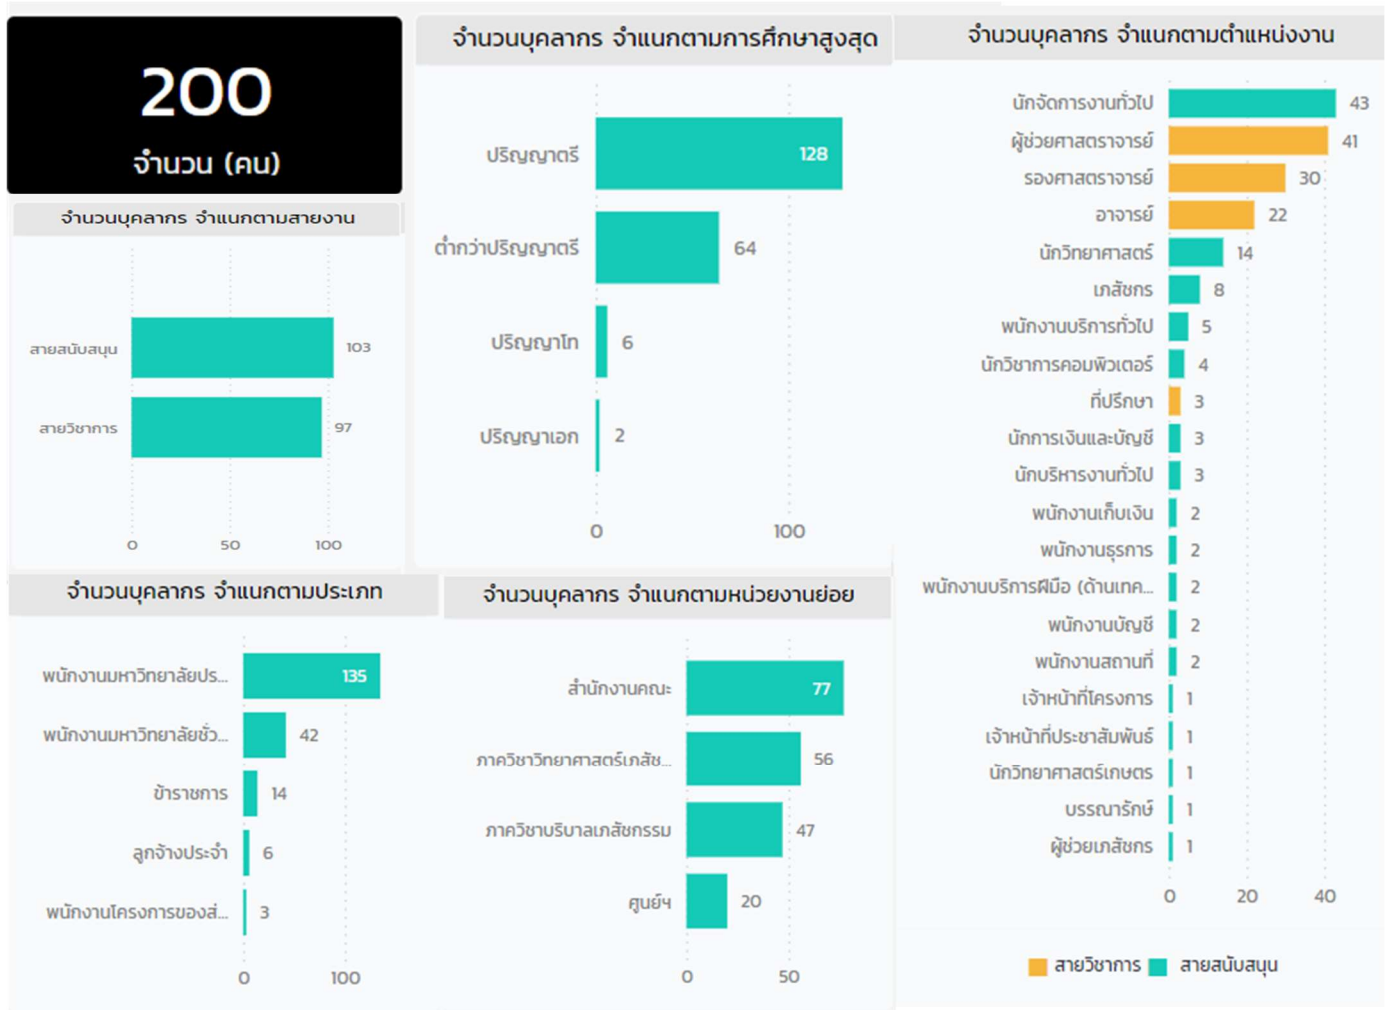 200
จำนวน (คน)
จำนวนบุคลากร จำแนกตามสายงาน
สายสนับสนุน 103
สายวิชาการ 97
0 50 100
จำนวนบุคลากร จำแนกตามการศึกษาสูงสุด
ปริญญาตรี 128
ต่ำกว่าปริญญาตรี 64
ปริญญาโท 6
ปริญญาเอก 2
0 100
จำนวนบุคลากร จำแนกตามตำแหน่งงาน
นักจัดการงานทั่วไป 43
ผู้ช่วยศาสตราจารย์ 41
รองศาสตราจารย์ 30
อาจารย์ 22
นักวิทยาศาสตร์ 14
เภสัชกร 8
พนักงานบริการทั่วไป 5
นักวิชาการคอมพิวเตอร์ 4
ที่ปรึกษา 3
นักการเงินและบัญชี 3
นักบริหารงานทั่วไป 3
พนักงานเก็บเงิน 2
พนักงานธุรการ 2
พนักงานบริการฝีมือ (ด้านเทค... 2
พนักงานบัญชี 2
พนักงานสถานที่ 2
เจ้าหน้าที่โครงการ 1
เจ้าหน้าที่ประชาสัมพันธ์ 1
นักวิทยาศาสตร์เกษตร 1
บรรณารักษ์ 1
ผู้ช่วยเภสัชกร 1
0 20 40
สายวิชาการ สายสนับสนุน
จำนวนบุคลากร จำแนกตามประเภท
พนักงานมหาวิทยาลัยประ... 135
พนักงานมหาวิทยาลัยชั่ว... 42
ข้าราชการ 14
ลูกจ้างประจำ 6
พนักงานโครงการของส่... 3
0 100
จำนวนบุคลากร จำแนกตามหน่วยงานย่อย
สำนักงานคณะ 77
ภาควิชาวิทยาศาสตร์เภสัช... 56
ภาควิชาบริบาลเภสัชกรรม 47
ศูนย์ฯ 20
0 50